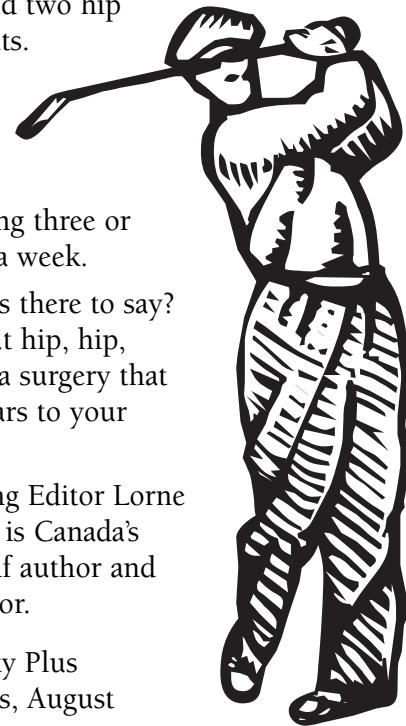 d two hip
ts.
ng three or
a week.
s there to say?
t hip, hip,
a surgery that
ars to your
ng Editor Lorne
is Canada's
lf author and
or.
y Plus
s, August